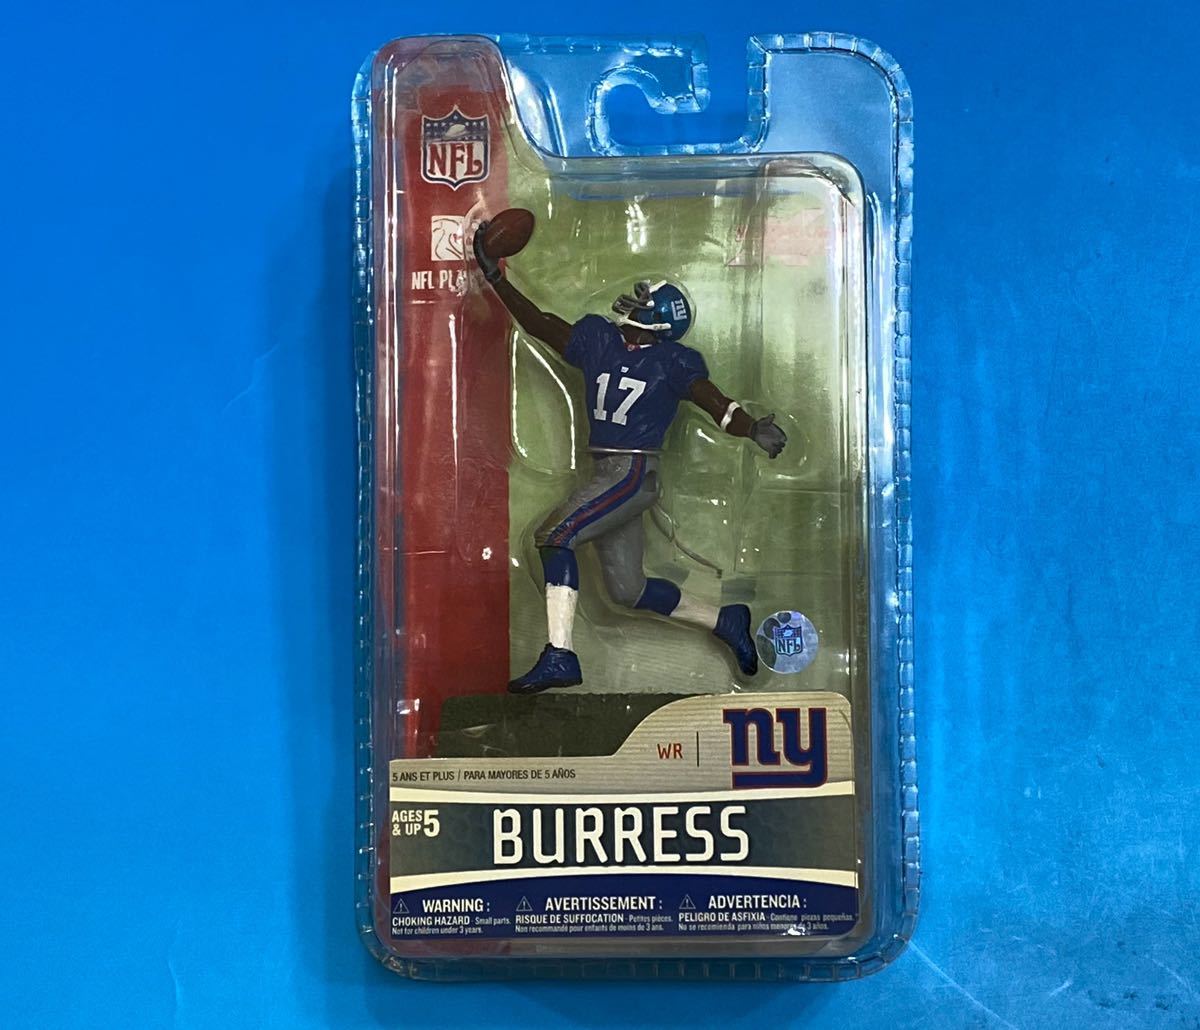 NFL
NFL
ny
17
NFL
WR
ny
5 ANS ET PLUS / PARA MAYORES DE 5 AÑOS
AGES & UP 5
BURRESS
WARNING:
CHOKING HAZARD - Small parts.
Not for children under 3 years.
AVERTISSEMENT:
RISQUE DE SUFFOCATION - Petites pièces.
Non recommandé pour enfants de moins de 3 ans.
ADVERTENCIA:
PELIGRO DE ASFIXIA - Contiene piezas pequeñas.
No se recomienda para niños menores de 3 años.